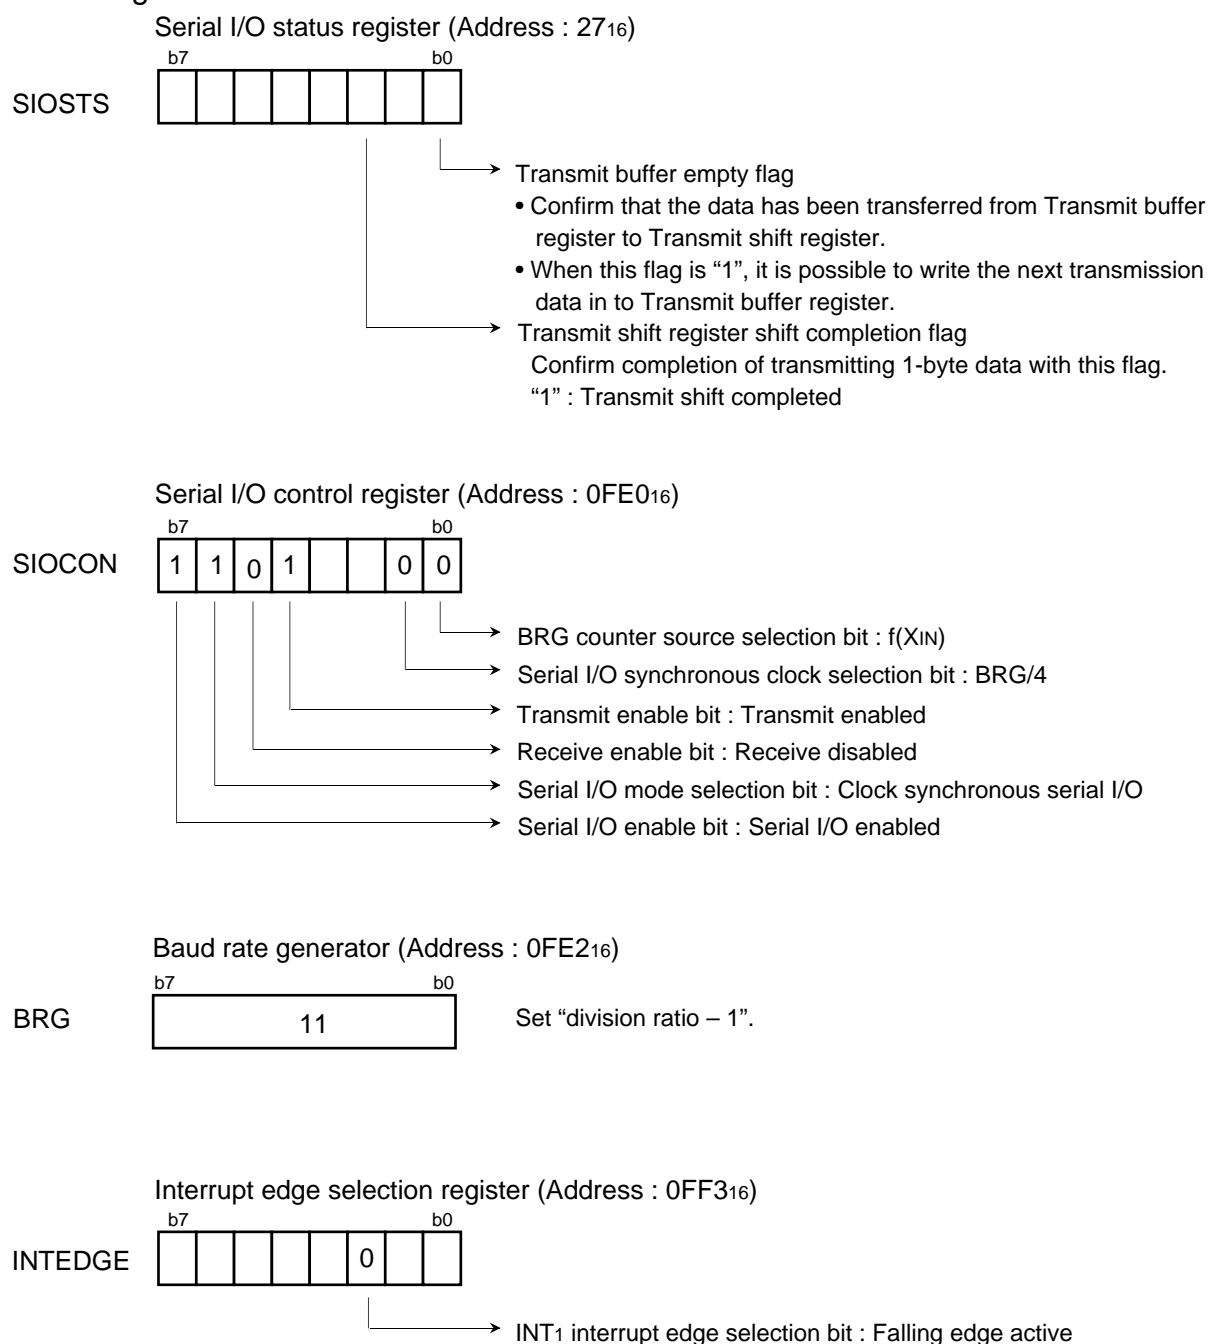 Serial I/O status register (Address : 2716)
b7 b0
SIOSTS
Transmit buffer empty flag
• Confirm that the data has been transferred from Transmit buffer
register to Transmit shift register.
• When this flag is “1”, it is possible to write the next transmission
data in to Transmit buffer register.
Transmit shift register shift completion flag
Confirm completion of transmitting 1-byte data with this flag.
“1” : Transmit shift completed
Serial I/O control register (Address : 0FE016)
b7 b0
SIOCON 1 1 0 1 0 0
BRG counter source selection bit : f(XIN)
Serial I/O synchronous clock selection bit : BRG/4
Transmit enable bit : Transmit enabled
Receive enable bit : Receive disabled
Serial I/O mode selection bit : Clock synchronous serial I/O
Serial I/O enable bit : Serial I/O enabled
Baud rate generator (Address : 0FE216)
b7 b0
BRG 11 Set “division ratio – 1”.
Interrupt edge selection register (Address : 0FF316)
b7 b0
INTEDGE 0
INT1 interrupt edge selection bit : Falling edge active